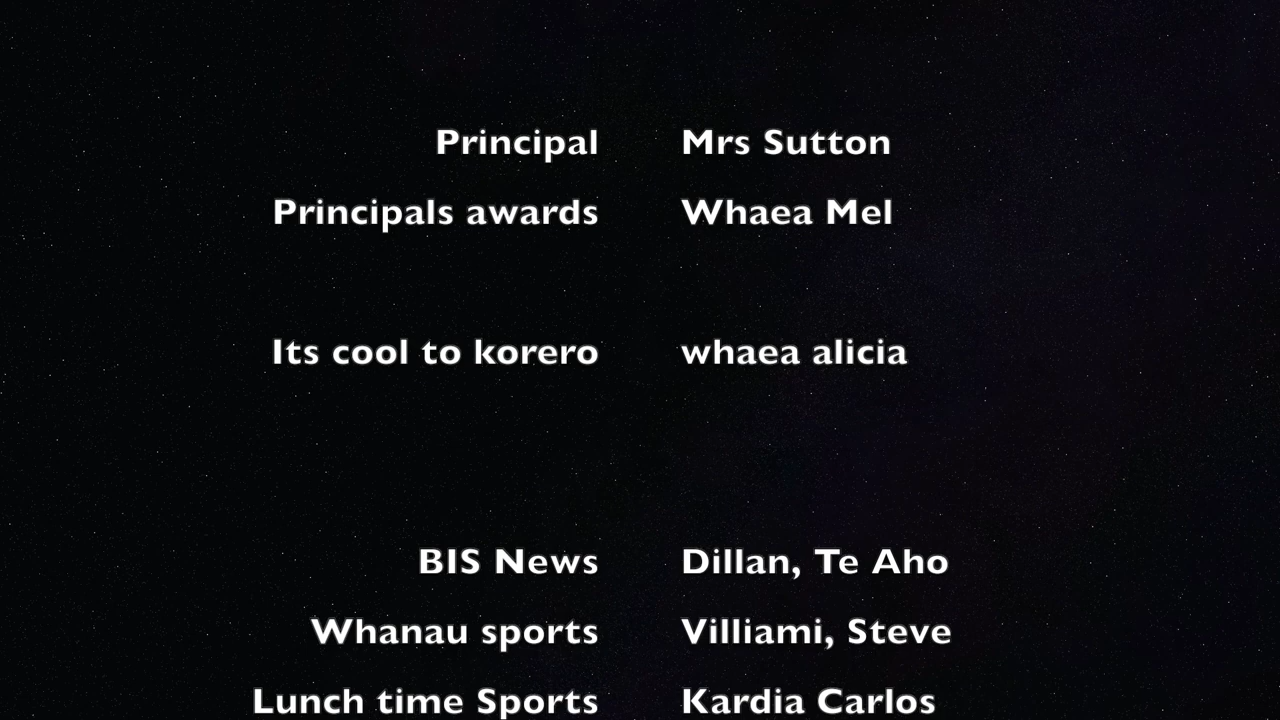 Principal Mrs Sutton
Principals awards Whaea Mel
Its cool to korero whaea alicia
BIS News Dillan, Te Aho
Whanau sports Villiami, Steve
Lunch time Sports Kardia Carlos